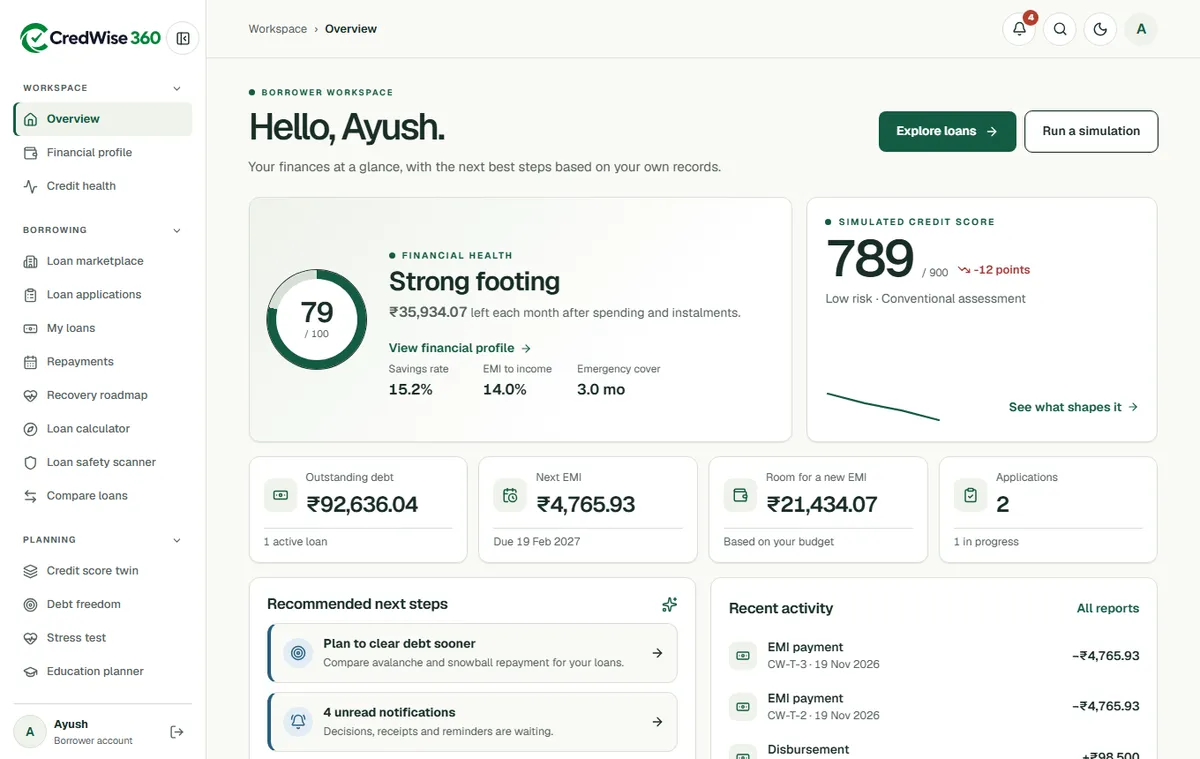 CredWise 360
WORKSPACE
Overview
Financial profile
Credit health
BORROWING
Loan marketplace
Loan applications
My loans
Repayments
Recovery roadmap
Loan calculator
Loan safety scanner
Compare loans
PLANNING
Credit score twin
Debt freedom
Stress test
Education planner
A
Ayush
Borrower account
Workspace › Overview
4
A
BORROWER WORKSPACE
Hello, Ayush.
Your finances at a glance, with the next best steps based on your own records.
Explore loans →
Run a simulation
79
/ 100
FINANCIAL HEALTH
Strong footing
₹35,934.07 left each month after spending and instalments.
View financial profile →
Savings rate
15.2%
EMI to income
14.0%
Emergency cover
3.0 mo
SIMULATED CREDIT SCORE
789 / 900 -12 points
Low risk · Conventional assessment
See what shapes it →
Outstanding debt
₹92,636.04
1 active loan
Next EMI
₹4,765.93
Due 19 Feb 2027
Room for a new EMI
₹21,434.07
Based on your budget
Applications
2
1 in progress
Recommended next steps
Plan to clear debt sooner
Compare avalanche and snowball repayment for your loans.
4 unread notifications
Decisions, receipts and reminders are waiting.
Recent activity
All reports
EMI payment
CW-T-3 · 19 Nov 2026
−₹4,765.93
EMI payment
CW-T-2 · 19 Nov 2026
−₹4,765.93
Disbursement
+₹98,500